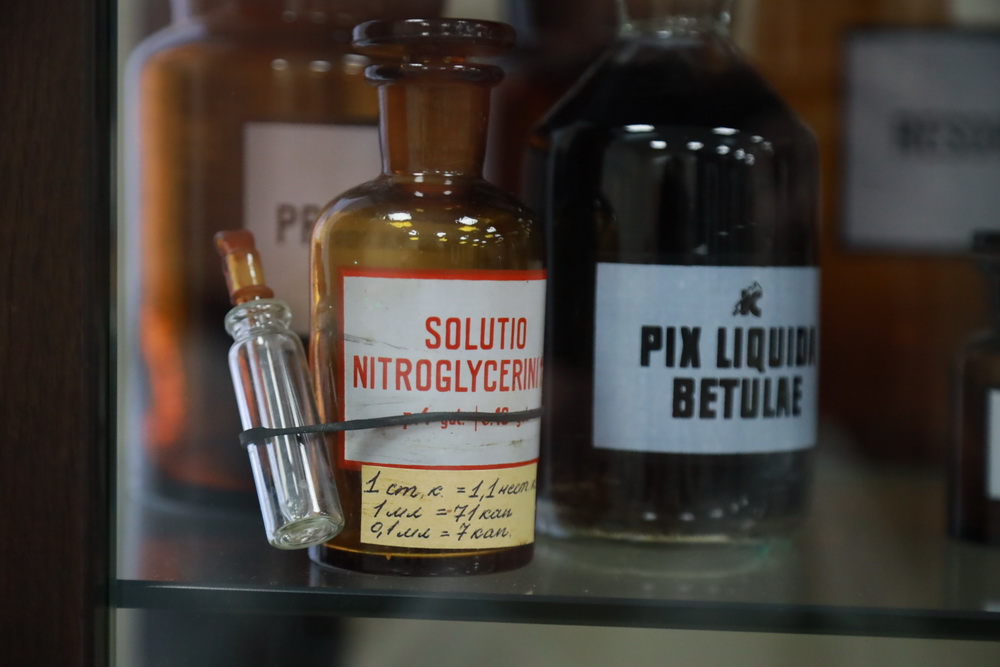 SOLUTIO
NITROGLYCERINI
1 ст. к. = 1,1 нест. к.
1 мл = 71 кап
0,1 мл = 7 кап.
PIX LIQUIDA
BETULAE